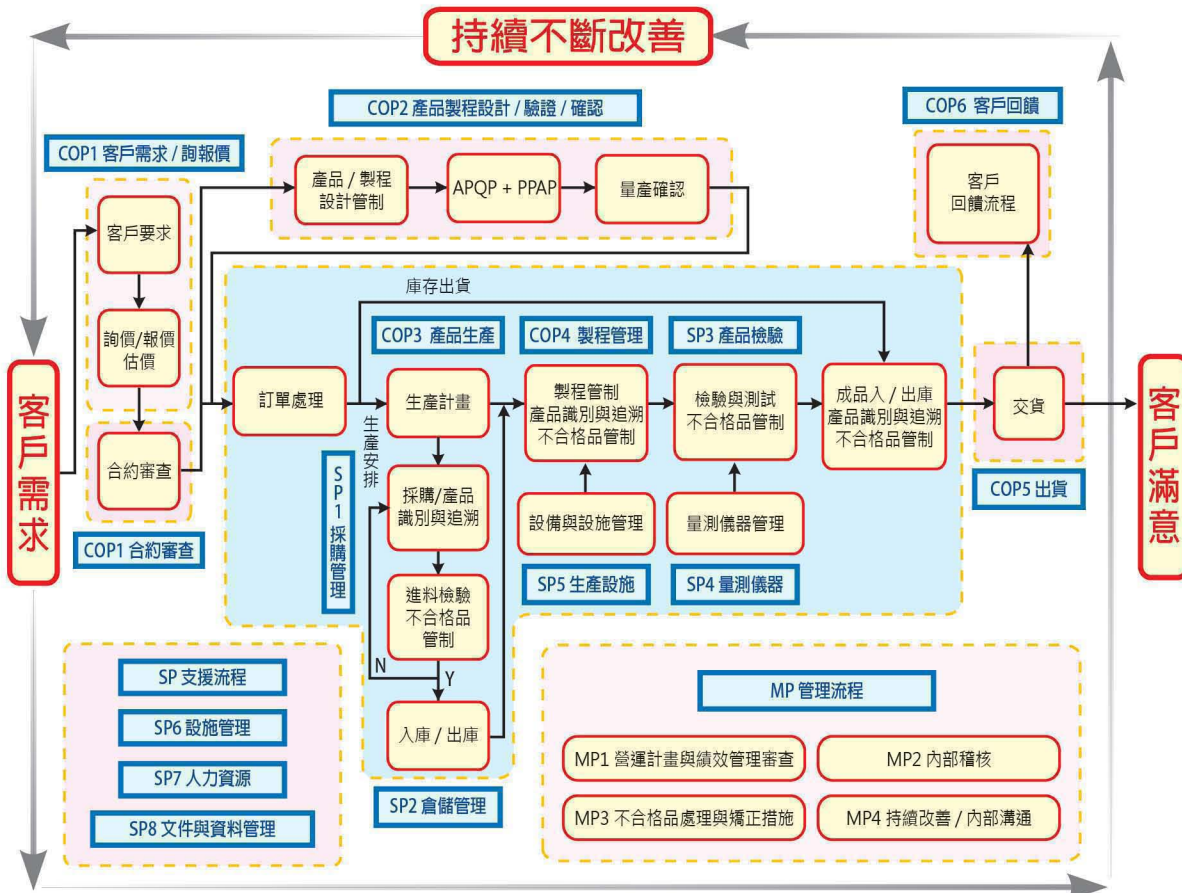 持續不斷改善
COP2 產品製程設計 / 驗證 / 確認
COP6 客戶回饋
COP1 客戶需求 / 詢報價
產品 / 製程
設計管制
APQP + PPAP
量產確認
客戶
回饋流程
客戶要求
庫存出貨
詢價/報價
估價
COP3 產品生產
COP4 製程管理
SP3 產品檢驗
客戶需求
訂單處理
生產計畫
製程管制
產品識別與追溯
不合格品管制
檢驗與測試
不合格品管制
成品入 / 出庫
產品識別與追溯
不合格品管制
交貨
客戶滿意
生產安排
合約審查
SP1採購管理
採購/產品
識別與追溯
設備與設施管理
量測儀器管理
COP5 出貨
COP1 合約審查
SP5 生產設施
SP4 量測儀器
進料檢驗
不合格品
管制
N
Y
入庫 / 出庫
SP2 倉儲管理
SP 支援流程
SP6 設施管理
SP7 人力資源
SP8 文件與資料管理
MP 管理流程
MP1 營運計畫與績效管理審查
MP2 內部稽核
MP3 不合格品處理與矯正措施
MP4 持續改善 / 內部溝通